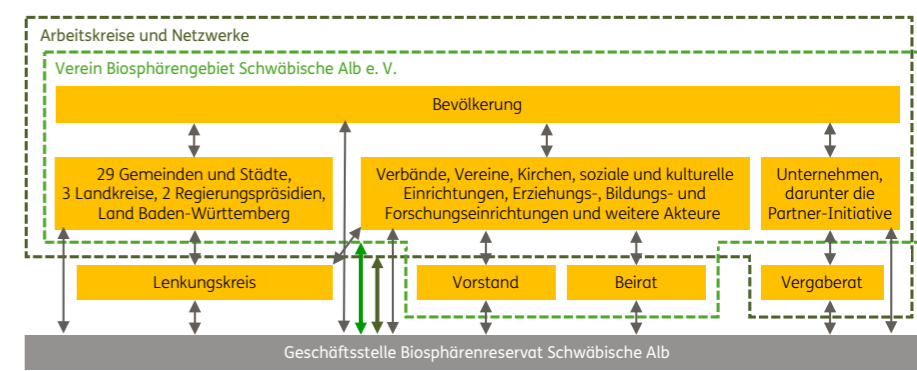 Arbeitskreise und Netzwerke
Verein Biosphärengebiet Schwäbische Alb e. V.
Bevölkerung
29 Gemeinden und Städte,
3 Landkreise, 2 Regierungspräsidien,
Land Baden-Württemberg
Verbände, Vereine, Kirchen, soziale und kulturelle
Einrichtungen, Erziehungs-, Bildungs- und
Forschungseinrichtungen und weitere Akteure
Unternehmen,
darunter die
Partner-Initiative
Lenkungskreis
Vorstand
Beirat
Vergaberat
Geschäftsstelle Biosphärenreservat Schwäbische Alb